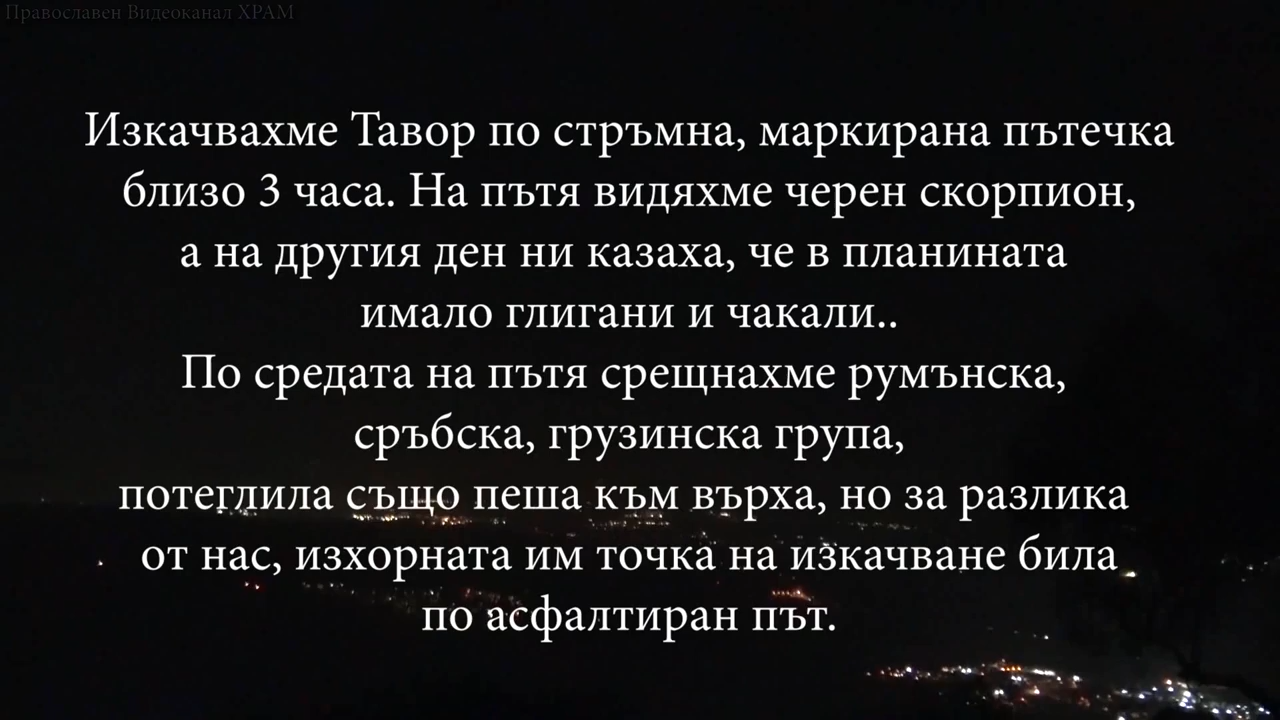 Православен Видеоканал ХРАМ
Изкачвахме Тавор по стръмна, маркирана пътечка
близо 3 часа. На пътя видяхме черен скорпион,
а на другия ден ни казаха, че в планината
имало глигани и чакали..
По средата на пътя срещнахме румънска,
сръбска, грузинска група,
потеглила също пеша към върха, но за разлика
от нас, изхорната им точка на изкачване била
по асфалтиран път.